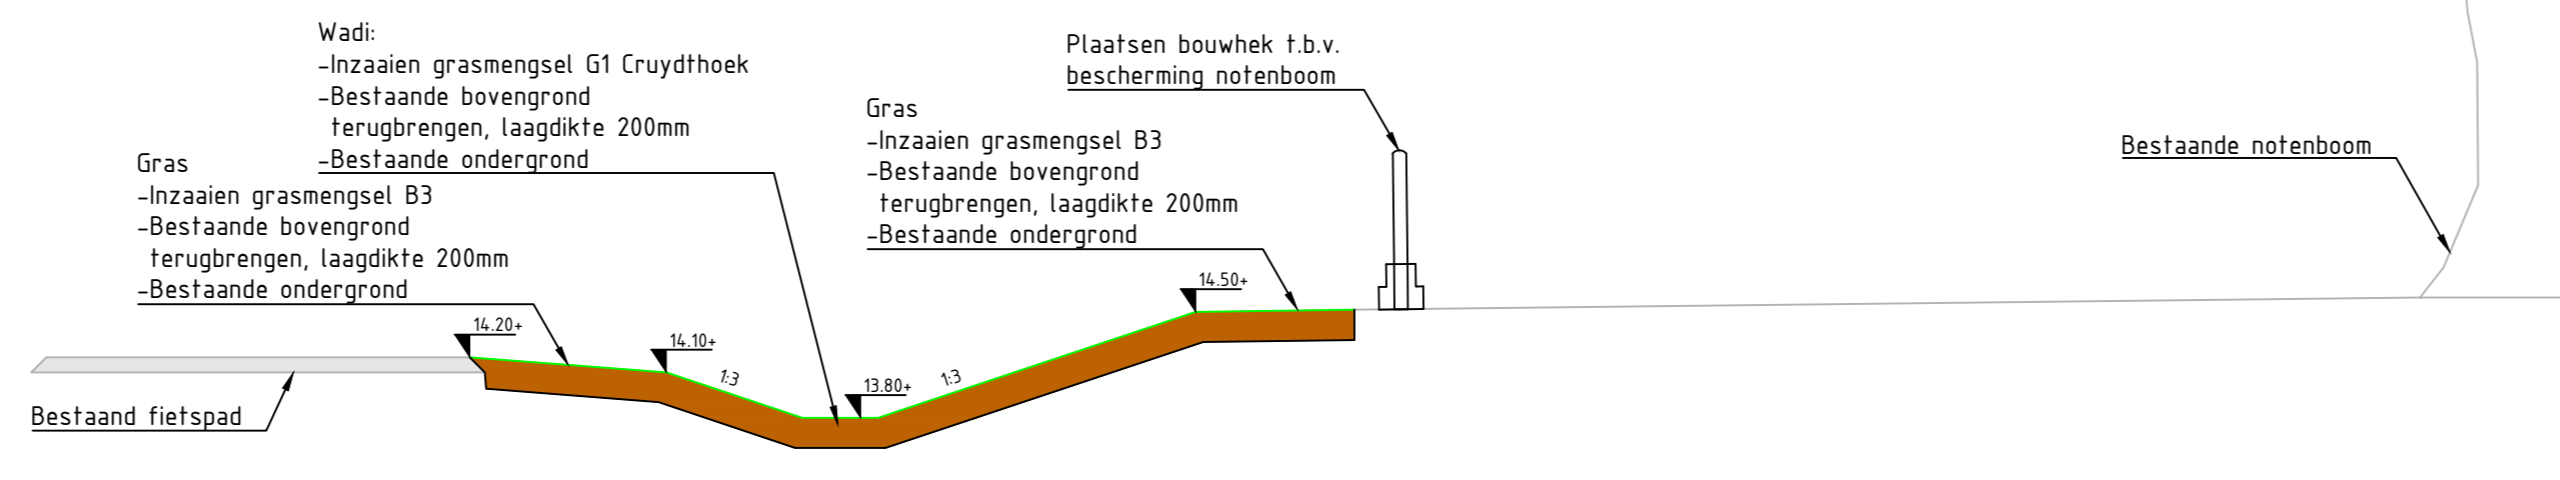 Wadi:
-Inzaaien grasmengsel G1 Cruydthoek
-Bestaande bovengrond
terugbrengen, laagdikte 200mm
-Bestaande ondergrond
Gras
-Inzaaien grasmengsel B3
-Bestaande bovengrond
terugbrengen, laagdikte 200mm
-Bestaande ondergrond
Plaatsen bouwhek t.b.v.
bescherming notenboom
Gras
-Inzaaien grasmengsel B3
-Bestaande bovengrond
terugbrengen, laagdikte 200mm
-Bestaande ondergrond
Bestaande notenboom
14.20+
14.10+
1:3
13.80+
1:3
14.50+
Bestaand fietspad